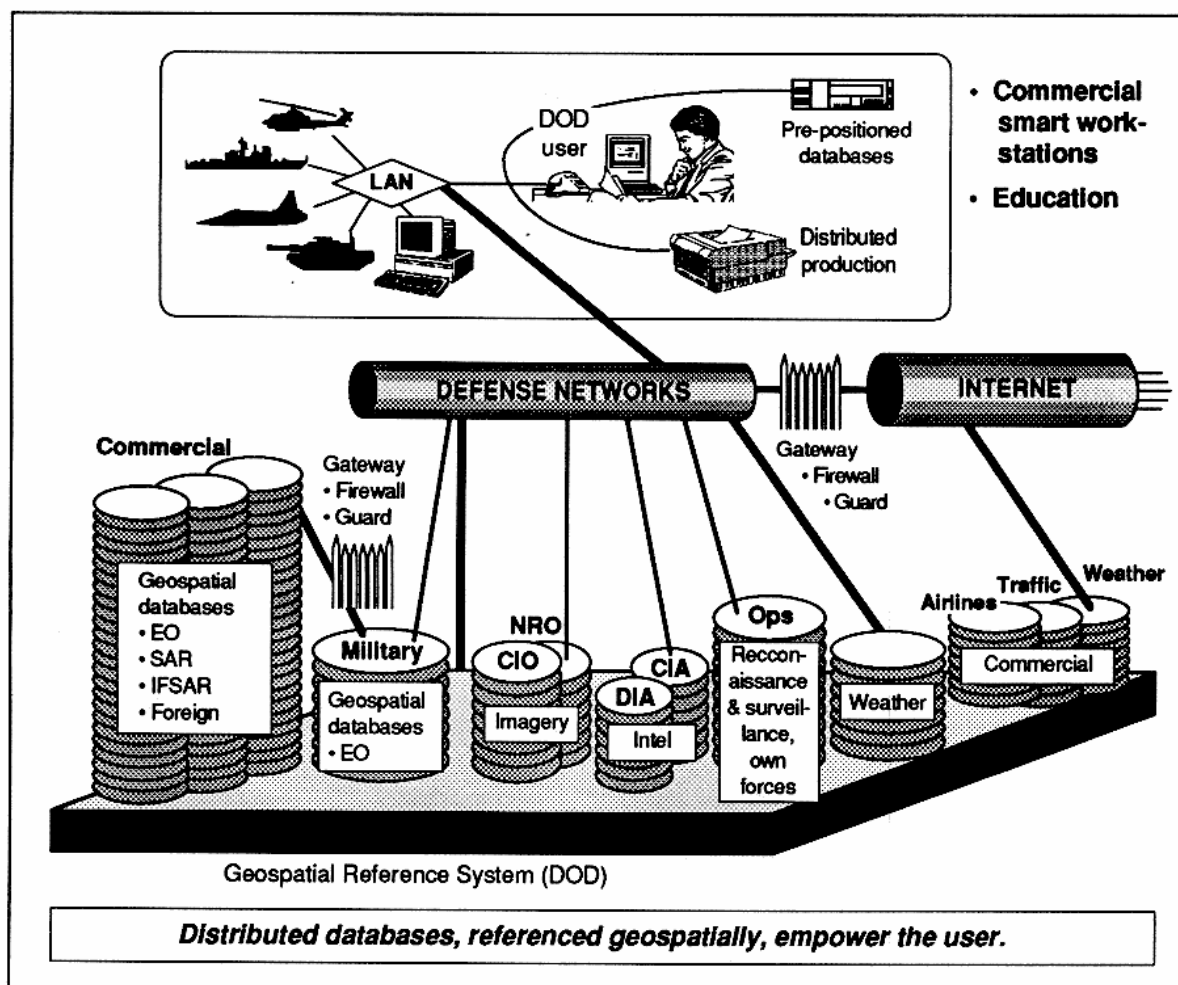 • Commercial
smart work-
stations
• Education
DOD
user
Pre-positioned
databases
LAN
Distributed
production
DEFENSE NETWORKS
INTERNET
Commercial
Gateway
• Firewall
• Guard
Gateway
• Firewall
• Guard
Geospatial
databases
• EO
• SAR
• IFSAR
• Foreign
Military
Geospatial
databases
• EO
NRO
CIO
Imagery
CIA
DIA
Intel
Ops
Reccon-
aissance
& surveil-
lance,
own
forces
Weather
Airlines
Traffic
Weather
Commercial
Geospatial Reference System (DOD)
Distributed databases, referenced geospatially, empower the user.